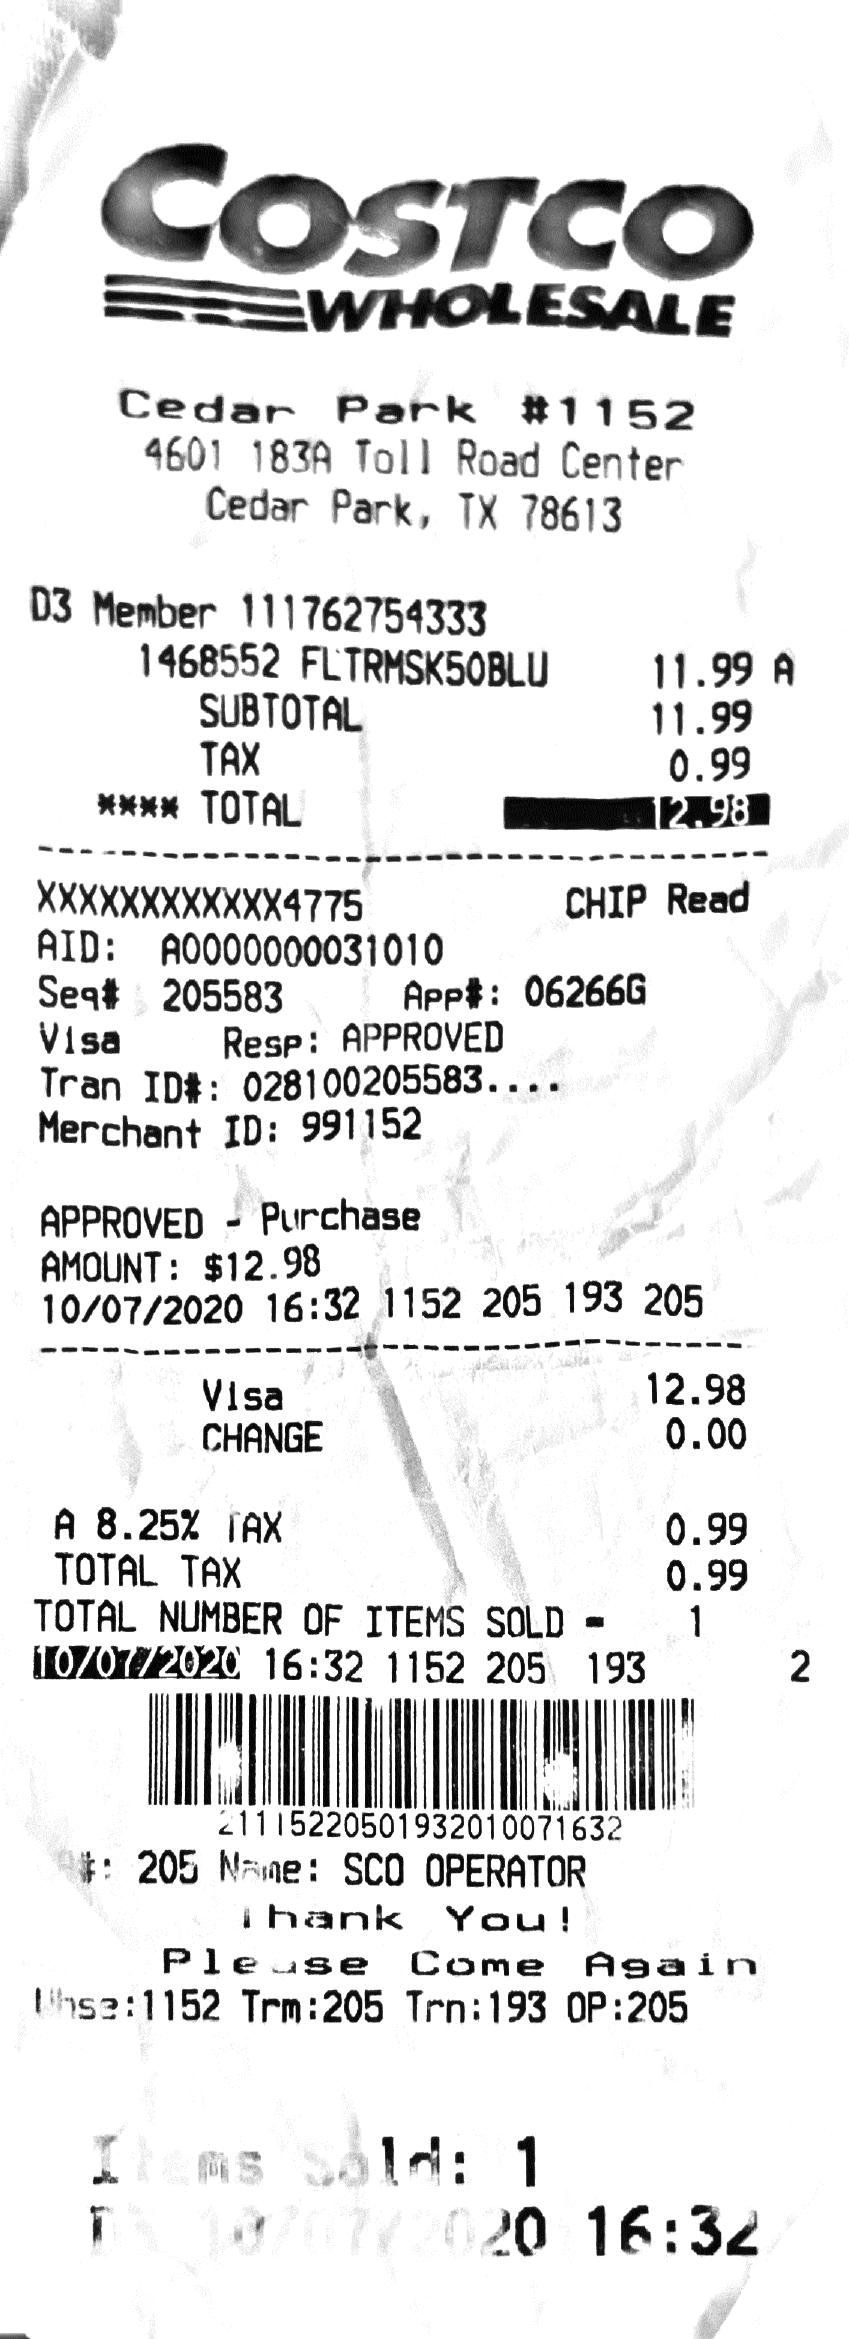 COSTCO
WHOLESALE
Cedar Park #1152
4601 183A Toll Road Center
Cedar Park, TX 78613
D3 Member 111762754333
1468552 FLTRMSK50BLU 11.99 A
SUBTOTAL 11.99
TAX 0.99
**** TOTAL 12.98
XXXXXXXXXXXX4775 CHIP Read
AID: A0000000031010
Seq# 205583 App#: 06266G
Visa Resp: APPROVED
Tran ID#: 028100205583....
Merchant ID: 991152
APPROVED - Purchase
AMOUNT: $12.98
10/07/2020 16:32 1152 205 193 205
Visa 12.98
CHANGE 0.00
A 8.25% TAX 0.99
TOTAL TAX 0.99
TOTAL NUMBER OF ITEMS SOLD = 1
10/07/2020 16:32 1152 205 193 2
21115220501932010071632
#: 205 Name: SCO OPERATOR
Thank You!
Please Come Again
Whse:1152 Trm:205 Trn:193 OP:205
Items Sold: 1
10/07/2020 16:32